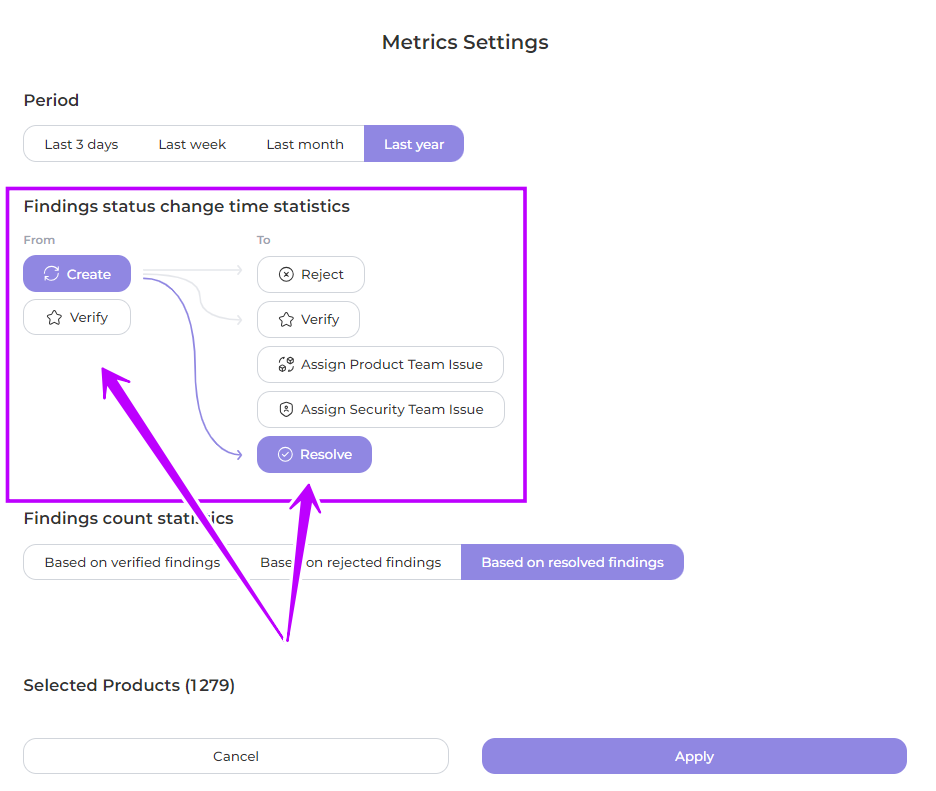 Metrics Settings
Period
Last 3 days Last week Last month Last year
Findings status change time statistics
From To
Create Reject
Verify Verify
Assign Product Team Issue
Assign Security Team Issue
Resolve
Findings count statistics
Based on verified findings Based on rejected findings Based on resolved findings
Selected Products (1279)
Cancel Apply